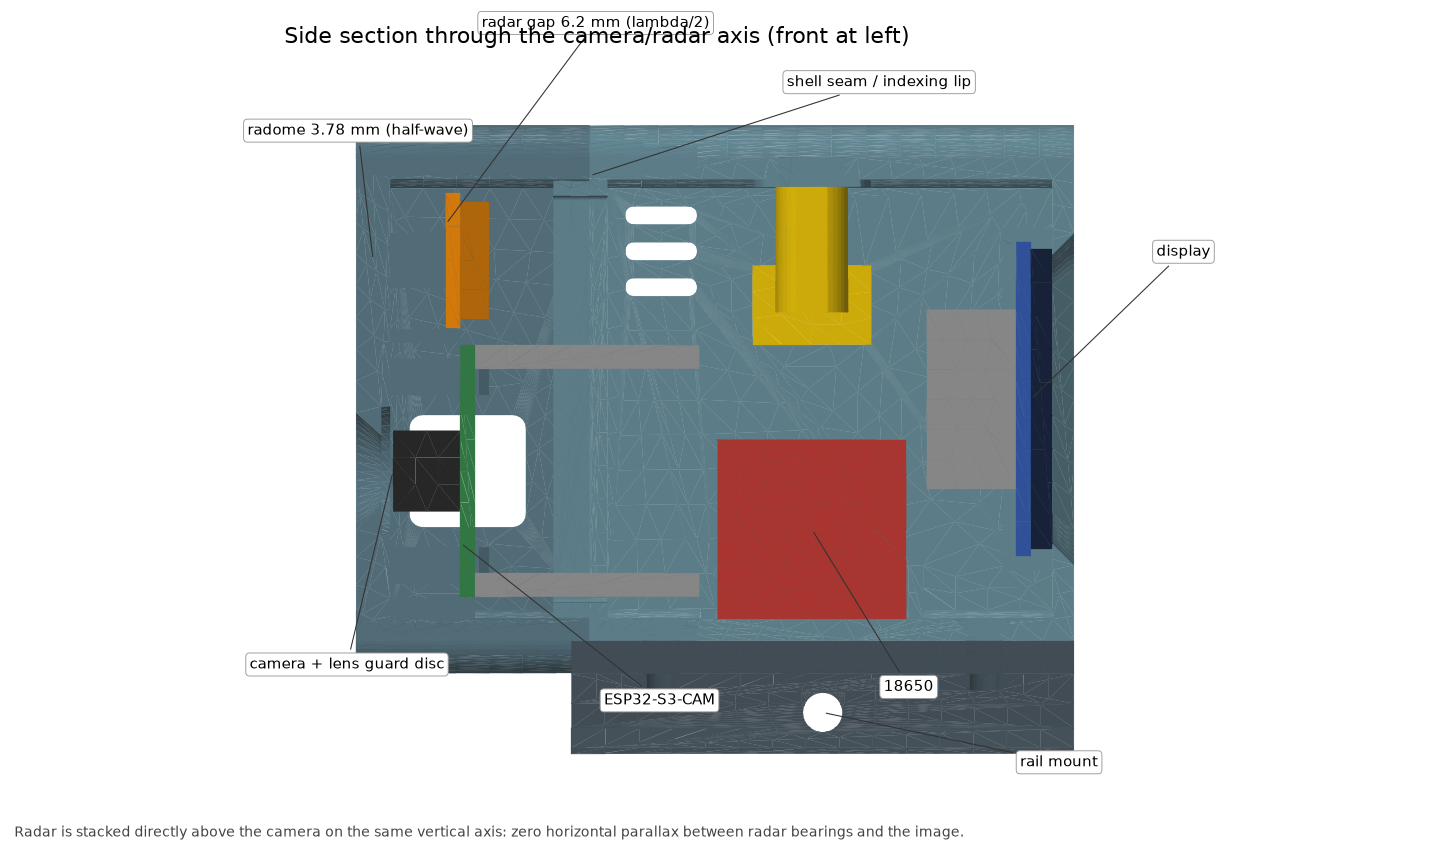 radar gap 6.2 mm (lambda/2)
Side section through the camera/radar axis (front at left)
shell seam / indexing lip
radome 3.78 mm (half-wave)
display
camera + lens guard disc
18650
ESP32-S3-CAM
rail mount
Radar is stacked directly above the camera on the same vertical axis: zero horizontal parallax between radar bearings and the image.